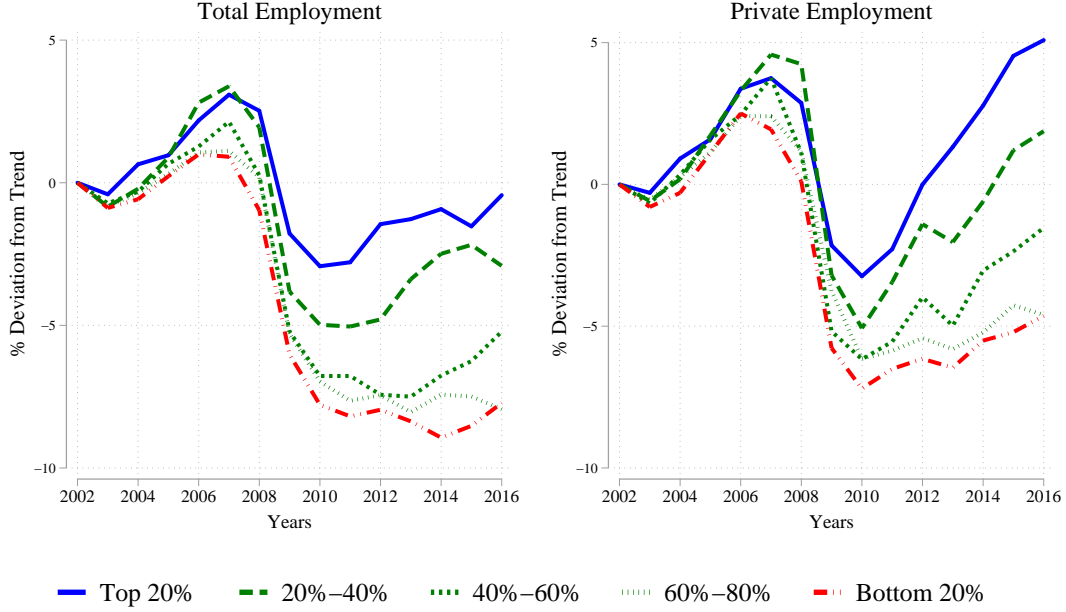 Total Employment
% Deviation from Trend
5
0
−5
−10
2002 2004 2006 2008 2010 2012 2014 2016
Years
Private Employment
% Deviation from Trend
5
0
−5
−10
2002 2004 2006 2008 2010 2012 2014 2016
Years
Top 20% 20%−40% 40%−60% 60%−80% Bottom 20%